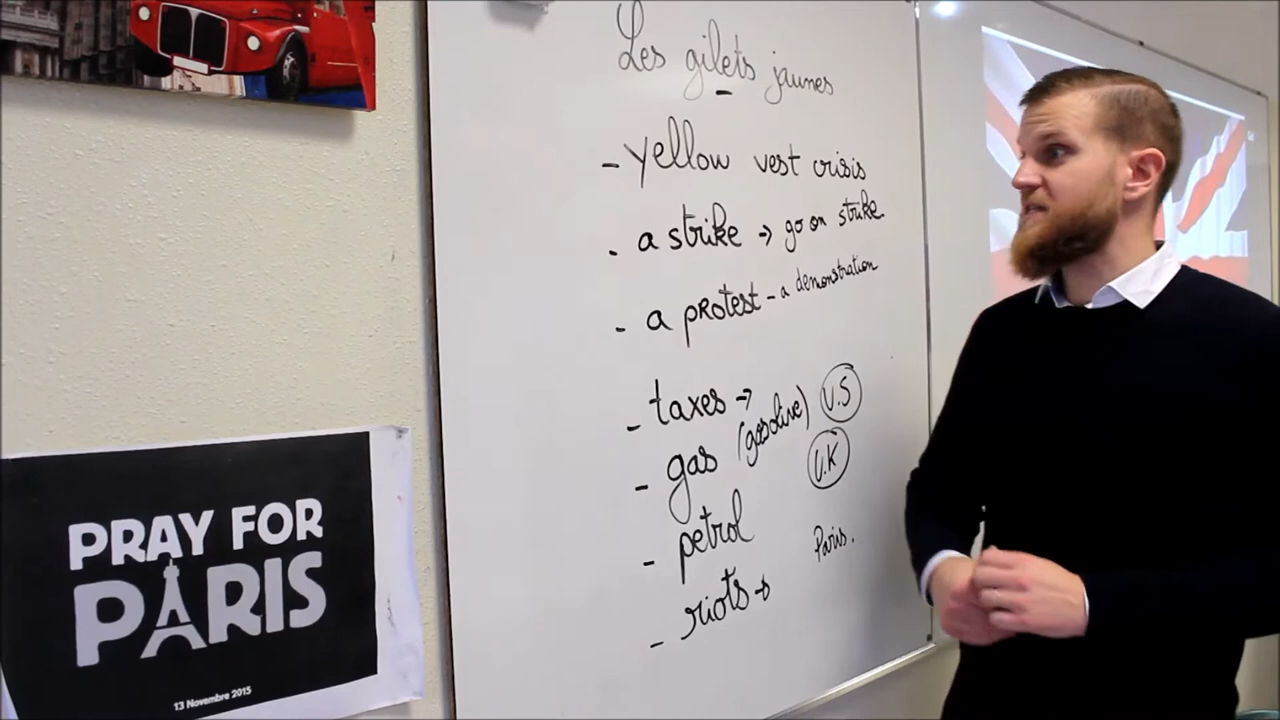 Les gilets jaunes
- yellow vest crisis
- a strike → go on strike.
- a protest - a demonstration
- taxes →
- gas (gasoline) U.S
- petrol U.K
- riots → Paris.
PRAY FOR
PARIS
13 Novembre 2015